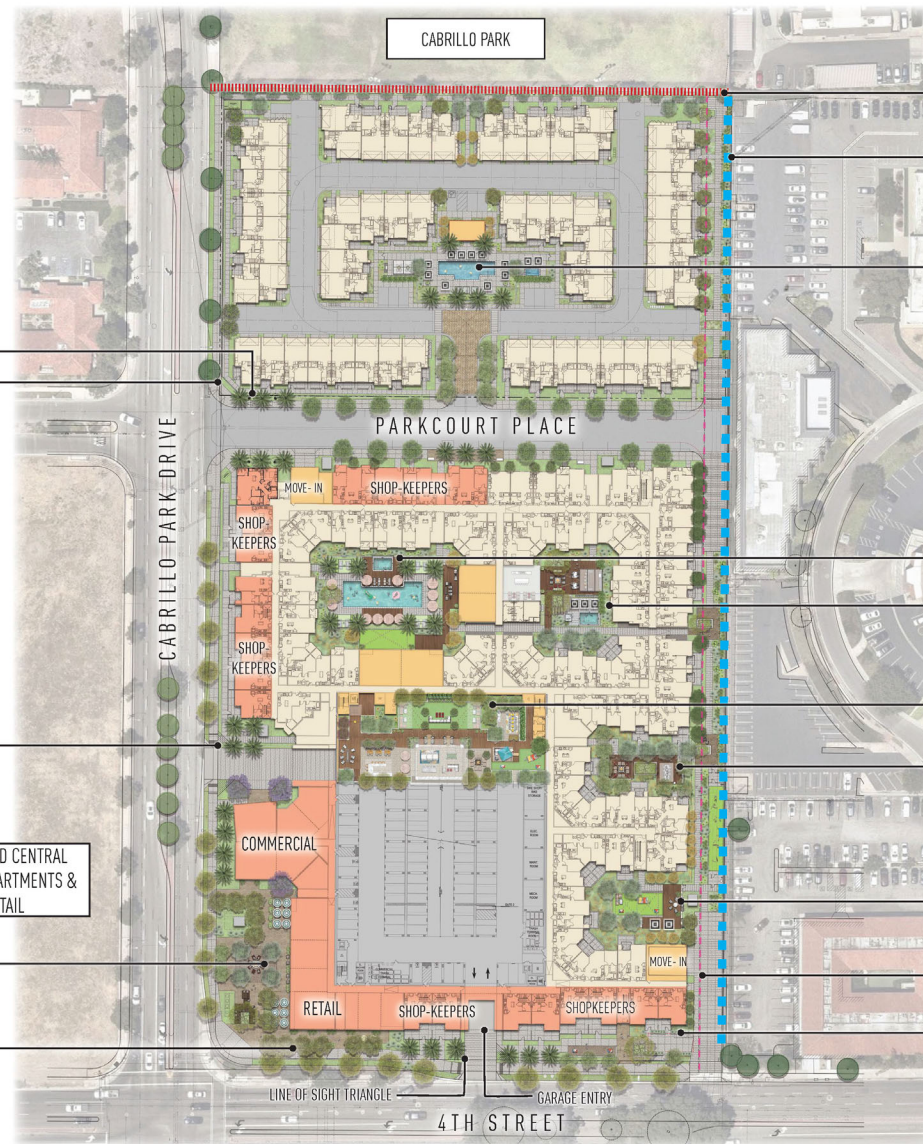 CABRILLO PARK
PARKCOURT PLACE
CABRILLO PARK DRIVE
MOVE- IN
SHOP-KEEPERS
SHOP-
KEEPERS
SHOP-
KEEPERS
COMMERCIAL
D CENTRAL
ARTMENTS &
TAIL
MOVE- IN
RETAIL
SHOP-KEEPERS
SHOPKEEPERS
LINE OF SIGHT TRIANGLE
GARAGE ENTRY
4TH STREET